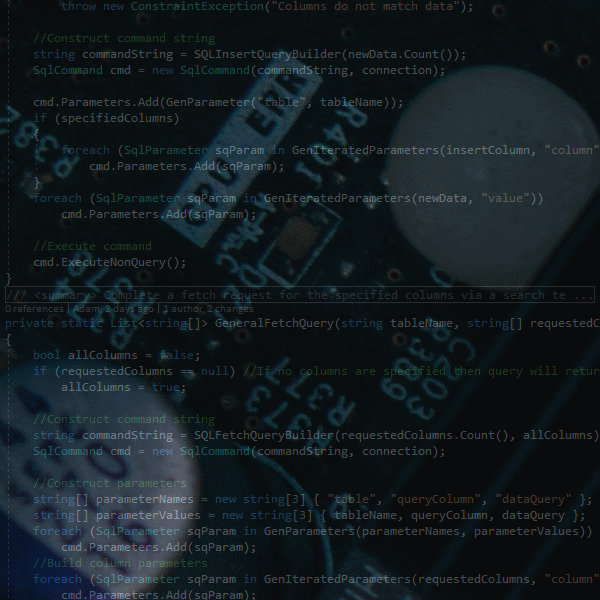 throw new ConstraintException("Columns do not match data");
//Construct command string
string commandString = SQLInsertQueryBuilder(newData.Count());
SqlCommand cmd = new SqlCommand(commandString, connection);
cmd.Parameters.Add(GenParameter("table", tableName));
if (specifiedColumns)
{
foreach (SqlParameter sqParam in GenIteratedParameters(insertColumn, "column"
cmd.Parameters.Add(sqParam);
}
foreach (SqlParameter sqParam in GenIteratedParameters(newData, "value"))
cmd.Parameters.Add(sqParam);
//Execute command
cmd.ExecuteNonQuery();
}
/// <summary> Complete a fetch request for the specified columns via a search te ...
0 references | Adam, 2 days ago | 1 author, 2 changes
private static List<string[]> GeneralFetchQuery(string tableName, string[] requestedC
{
bool allColumns = false;
if (requestedColumns == null) //If no columns are specified then query will retur
allColumns = true;
//Construct command string
string commandString = SQLFetchQueryBuilder(requestedColumns.Count(), allColumns)
SqlCommand cmd = new SqlCommand(commandString, connection);
//Construct parameters
string[] parameterNames = new string[3] { "table", "queryColumn", "dataQuery" };
string[] parameterValues = new string[3] { tableName, queryColumn, dataQuery };
foreach (SqlParameter sqParam in GenParameters(parameterNames, parameterValues))
cmd.Parameters.Add(sqParam);
//Build column parameters
foreach (SqlParameter sqParam in GenIteratedParameters(requestedColumns, "column"
cmd.Parameters.Add(sqParam);
R401
R384
R373
R377
C203
R389